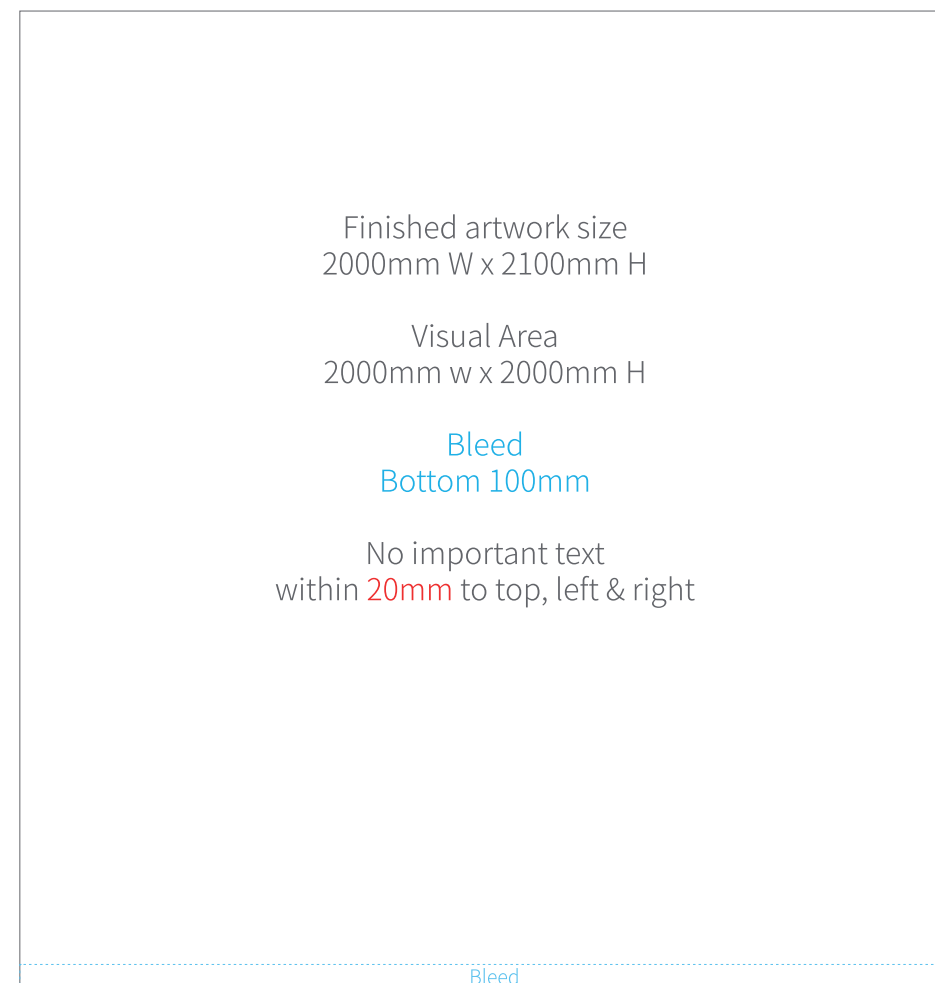 Finished artwork size
2000mm W x 2100mm H
Visual Area
2000mm w x 2000mm H
Bleed
Bottom 100mm
No important text
within 20mm to top, left & right
Bleed